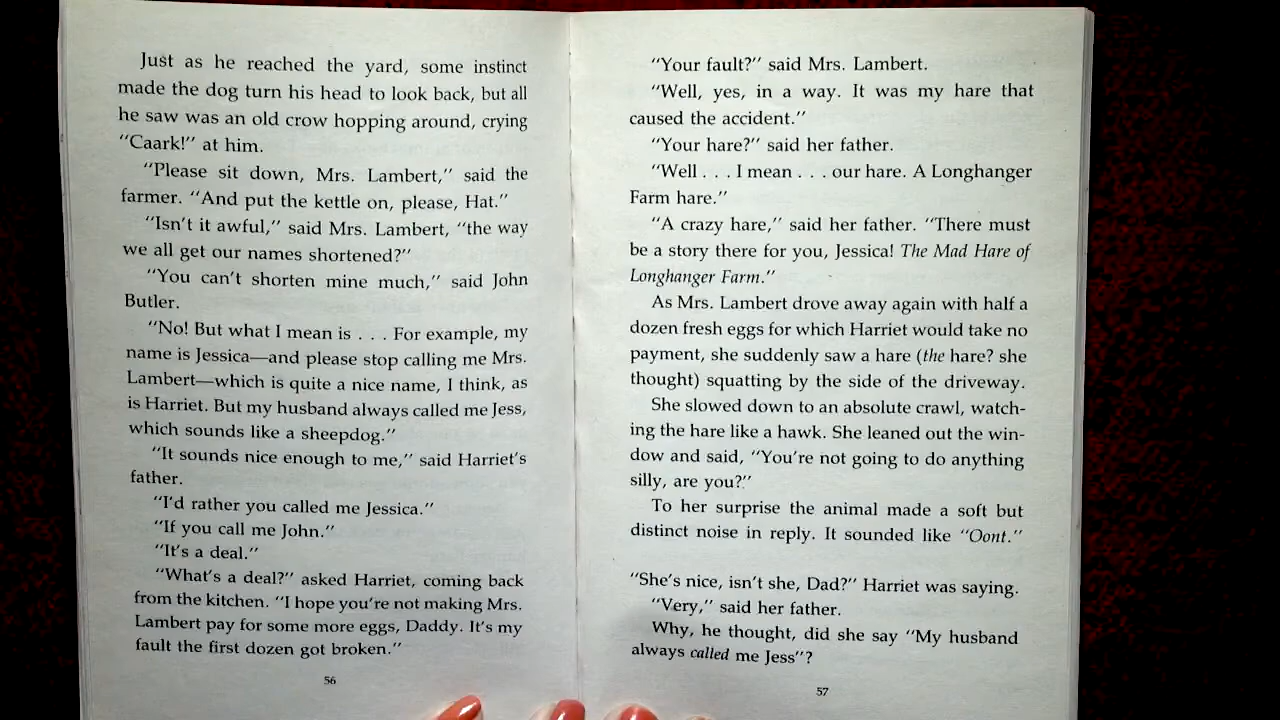 Just as he reached the yard, some instinct
made the dog turn his head to look back, but all
he saw was an old crow hopping around, crying
“Caark!” at him.
“Please sit down, Mrs. Lambert,” said the
farmer. “And put the kettle on, please, Hat.”
“Isn’t it awful,” said Mrs. Lambert, “the way
we all get our names shortened?”
“You can’t shorten mine much,” said John
Butler.
“No! But what I mean is . . . For example, my
name is Jessica—and please stop calling me Mrs.
Lambert—which is quite a nice name, I think, as
is Harriet. But my husband always called me Jess,
which sounds like a sheepdog.”
“It sounds nice enough to me,” said Harriet’s
father.
“I’d rather you called me Jessica.”
“If you call me John.”
“It’s a deal.”
“What’s a deal?” asked Harriet, coming back
from the kitchen. “I hope you’re not making Mrs.
Lambert pay for some more eggs, Daddy. It’s my
fault the first dozen got broken.”
56
“Your fault?” said Mrs. Lambert.
“Well, yes, in a way. It was my hare that
caused the accident.”
“Your hare?” said her father.
“Well . . . I mean . . . our hare. A Longhanger
Farm hare.”
“A crazy hare,” said her father. “There must
be a story there for you, Jessica! The Mad Hare of
Longhanger Farm.”
As Mrs. Lambert drove away again with half a
dozen fresh eggs for which Harriet would take no
payment, she suddenly saw a hare (the hare? she
thought) squatting by the side of the driveway.
She slowed down to an absolute crawl, watch-
ing the hare like a hawk. She leaned out the win-
dow and said, “You’re not going to do anything
silly, are you?”
To her surprise the animal made a soft but
distinct noise in reply. It sounded like “Oont.”
“She’s nice, isn’t she, Dad?” Harriet was saying.
“Very,” said her father.
Why, he thought, did she say “My husband
always called me Jess”?
57